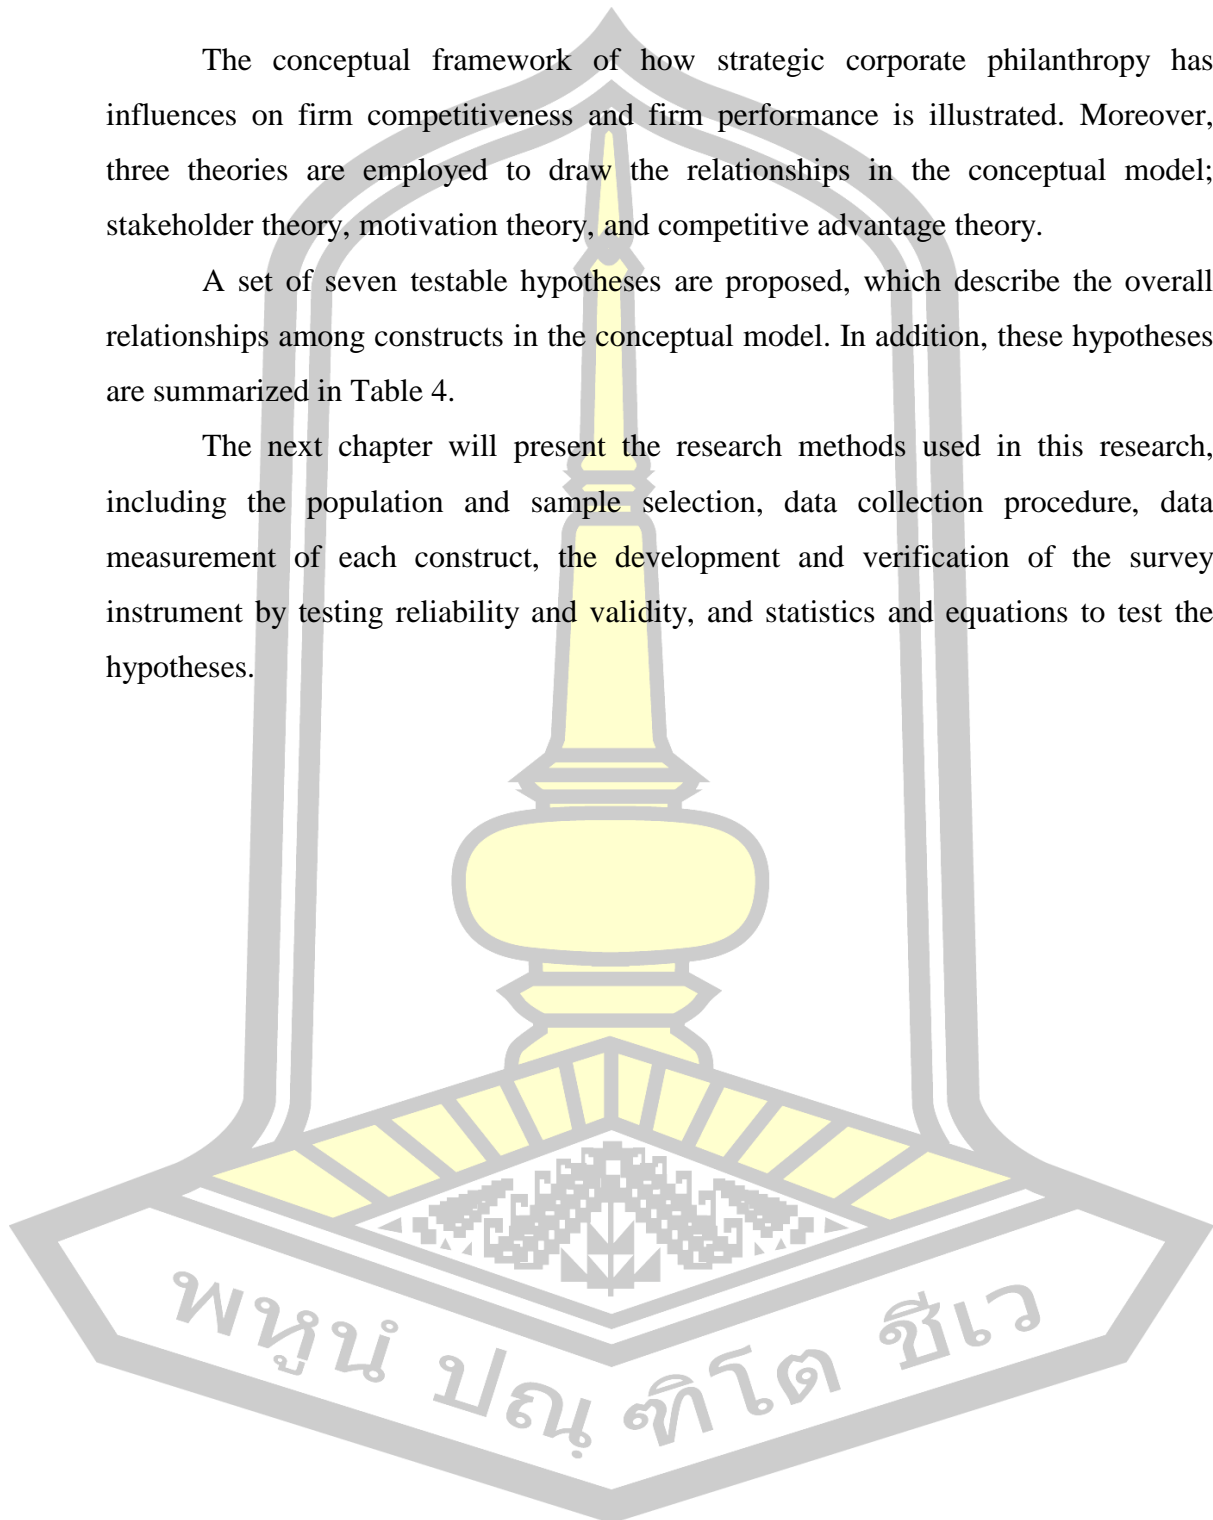 The conceptual framework of how strategic corporate philanthropy has
influences on firm competitiveness and firm performance is illustrated. Moreover,
three theories are employed to draw the relationships in the conceptual model;
stakeholder theory, motivation theory, and competitive advantage theory.
A set of seven testable hypotheses are proposed, which describe the overall
relationships among constructs in the conceptual model. In addition, these hypotheses
are summarized in Table 4.
The next chapter will present the research methods used in this research,
including the population and sample selection, data collection procedure, data
measurement of each construct, the development and verification of the survey
instrument by testing reliability and validity, and statistics and equations to test the
hypotheses.
พหูนํ ปณฺ ฑิโต ชีเว